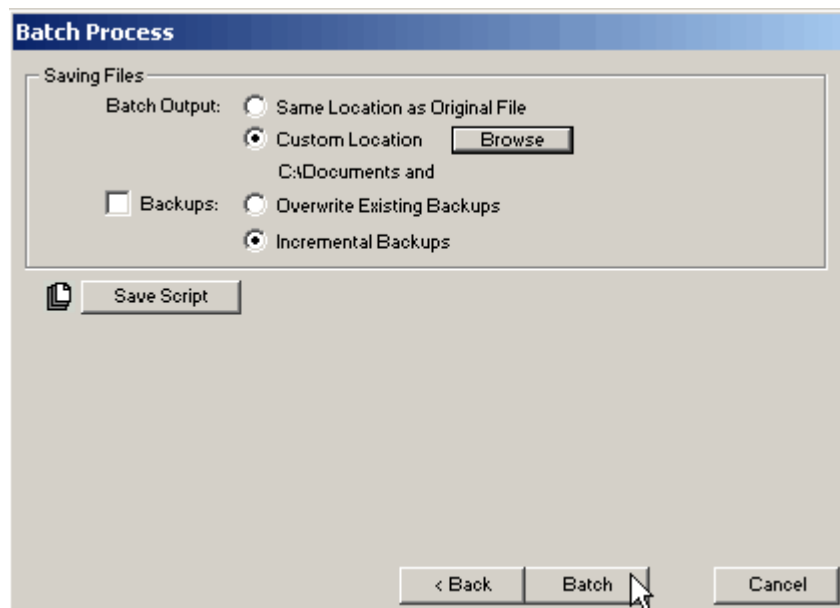 Batch Process
Saving Files
Batch Output: Same Location as Original File
Custom Location Browse
C:\Documents and
Backups: Overwrite Existing Backups
Incremental Backups
Save Script
< Back Batch Cancel